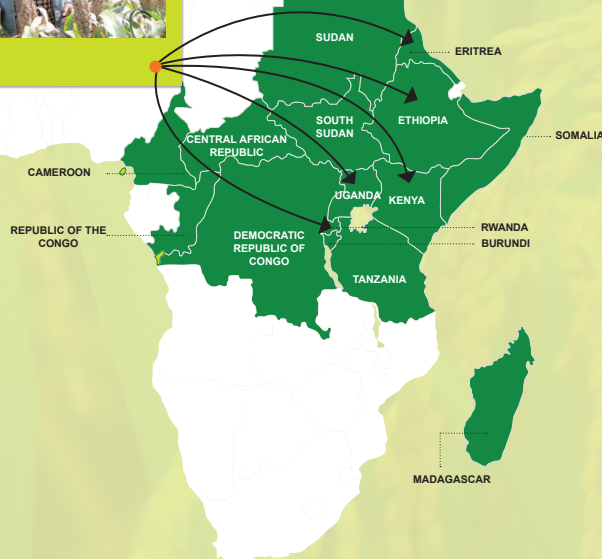 SUDAN
ERITREA
SOUTH
SUDAN
ETHIOPIA
SOMALIA
CENTRAL AFRICAN
REPUBLIC
CAMEROON
UGANDA
KENYA
REPUBLIC OF THE
CONGO
DEMOCRATIC
REPUBLIC OF
CONGO
RWANDA
BURUNDI
TANZANIA
MADAGASCAR